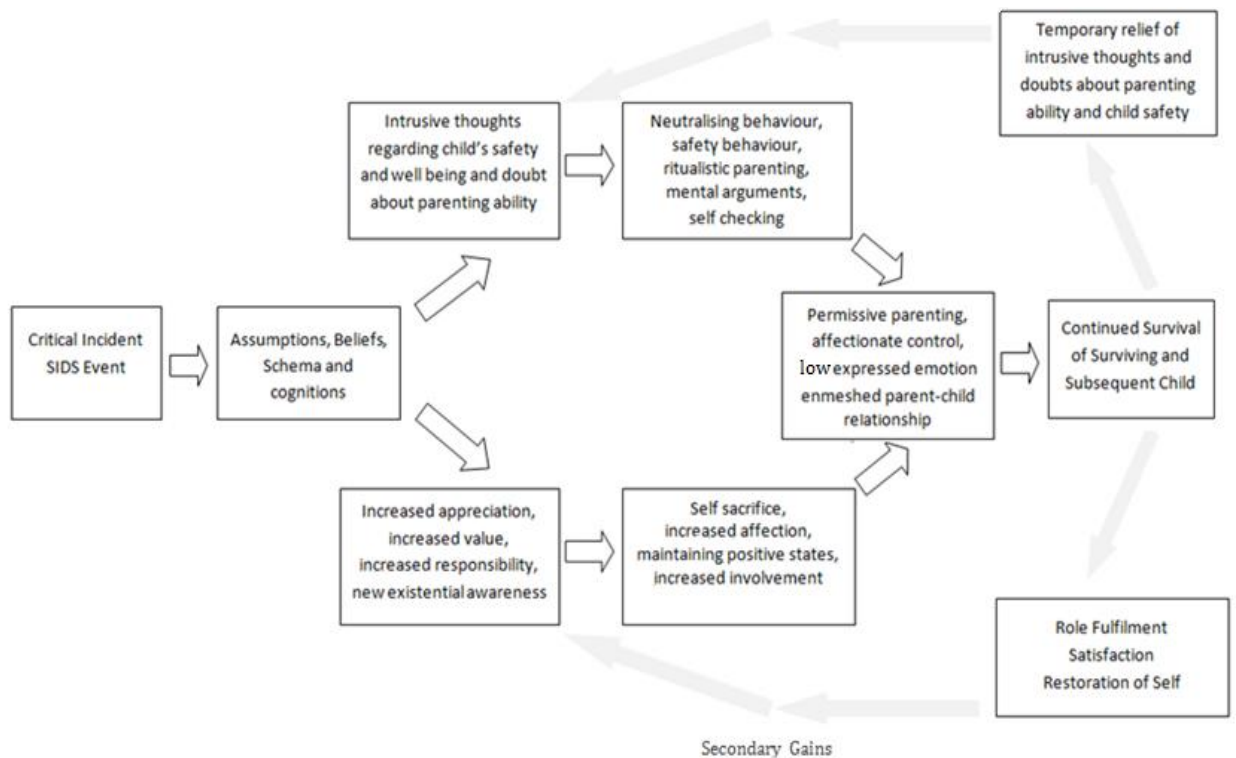 Temporary relief of
intrusive thoughts and
doubts about parenting
ability and child safety
Intrusive thoughts
regarding child's safety
and well being and doubt
about parenting ability
Neutralising behaviour,
safety behaviour,
ritualistic parenting,
mental arguments,
self checking
Critical Incident
SIDS Event
Assumptions, Beliefs,
Schema and
cognitions
Permissive parenting,
affectionate control,
low expressed emotion
enmeshed parent-child
relationship
Continued Survival
of Surviving and
Subsequent Child
Increased appreciation,
increased value,
increased responsibility,
new existential awareness
Self sacrifice,
increased affection,
maintaining positive states,
increased involvement
Role Fulfilment
Satisfaction
Restoration of Self
Secondary Gains